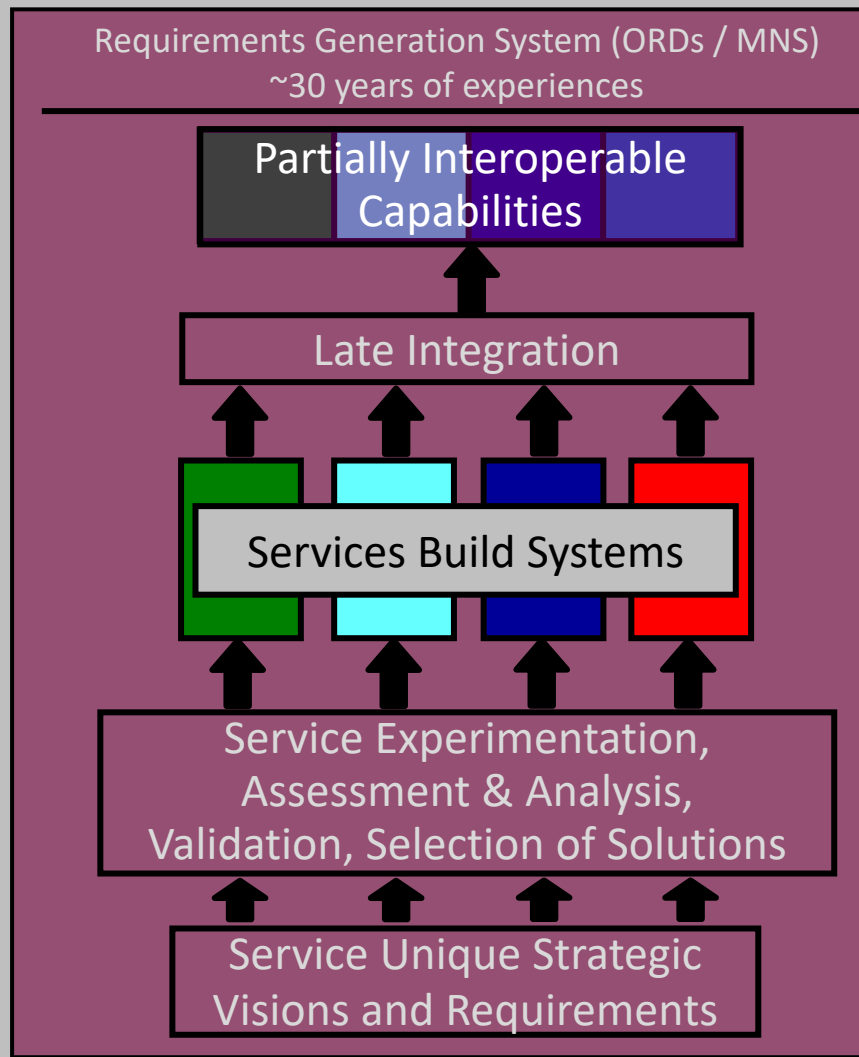 Requirements Generation System (ORDs / MNS)
~30 years of experiences
Partially Interoperable
Capabilities
Late Integration
Services Build Systems
Service Experimentation,
Assessment & Analysis,
Validation, Selection of Solutions
Service Unique Strategic
Visions and Requirements